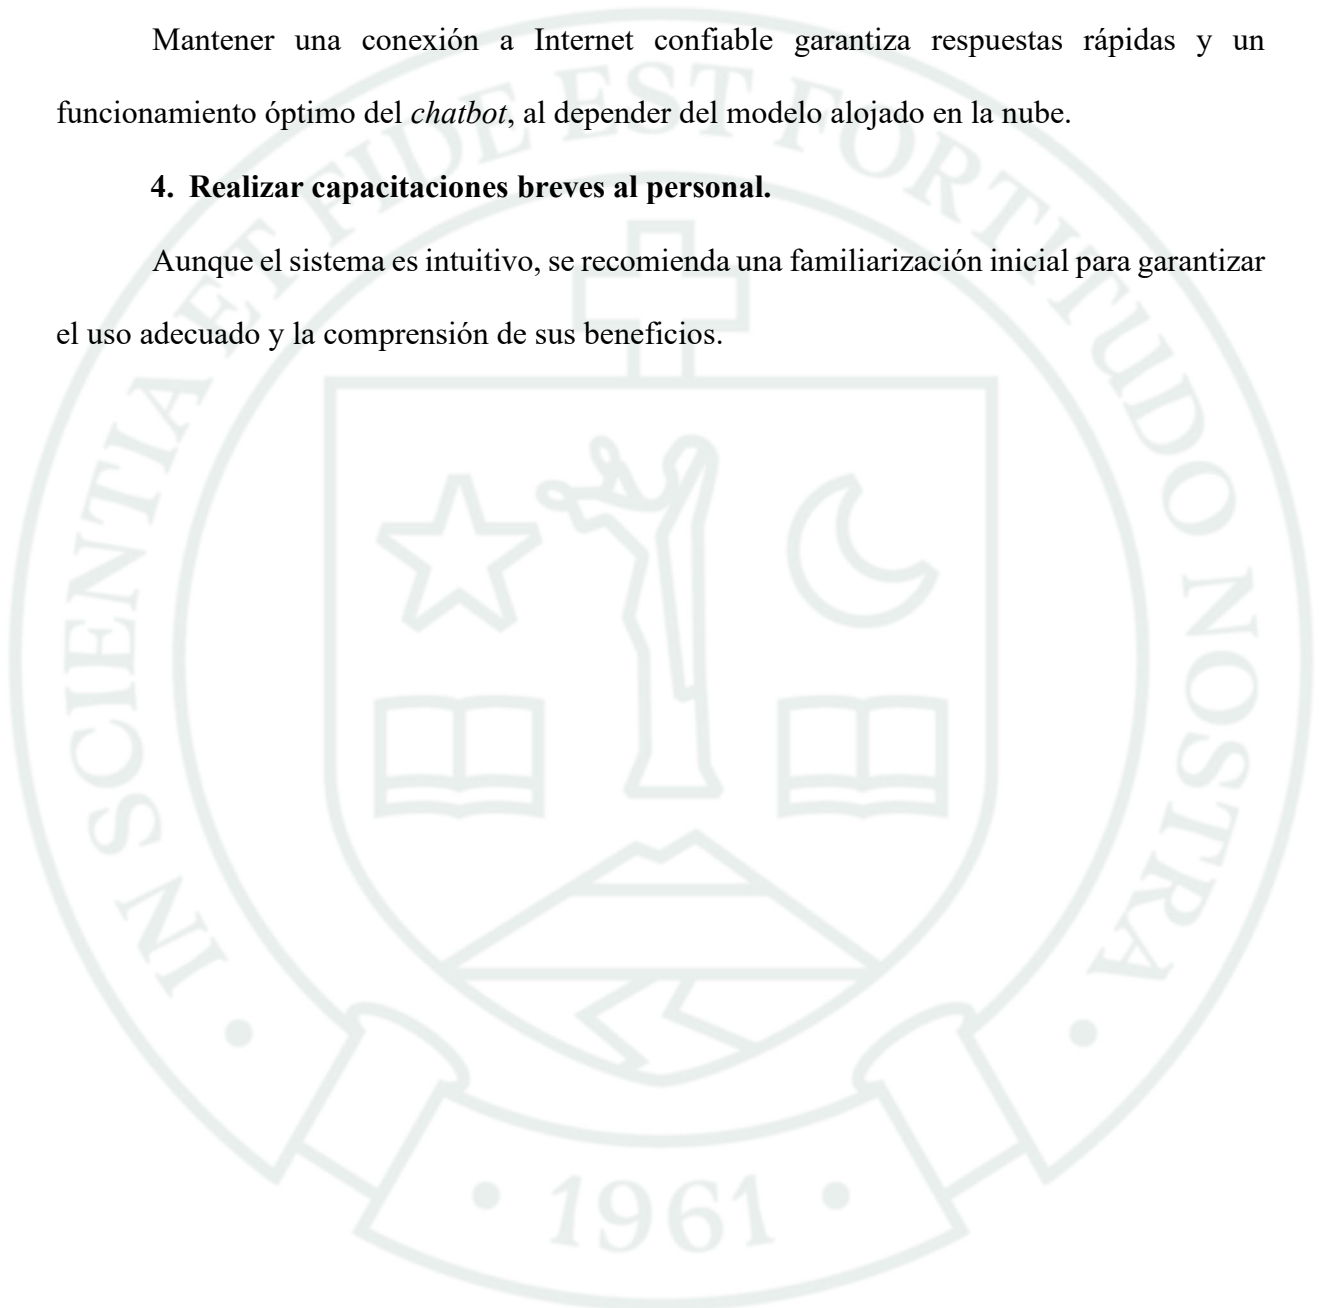 Mantener una conexión a Internet confiable garantiza respuestas rápidas y un
funcionamiento óptimo del chatbot, al depender del modelo alojado en la nube.
4. Realizar capacitaciones breves al personal.
Aunque el sistema es intuitivo, se recomienda una familiarización inicial para garantizar
el uso adecuado y la comprensión de sus beneficios.
IN SCIENTIA ET FIDE EST FORTITUDO NOSTRA
• 1961 •